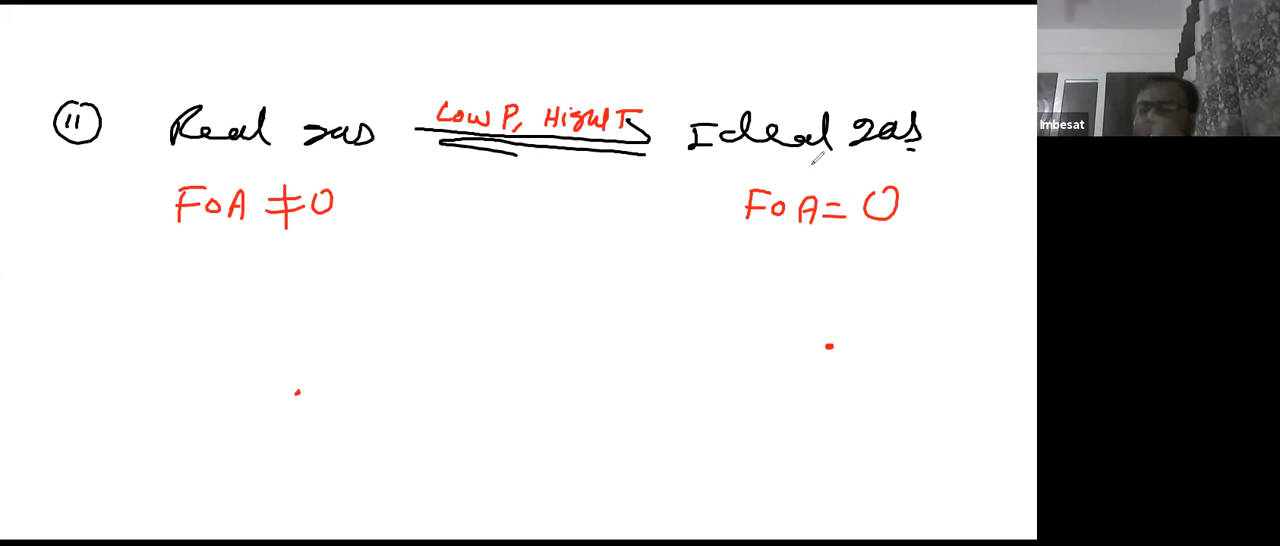 (11) Real gas Low P, High T Ideal gas
FOA ≠ 0 FOA = 0
Imbesat